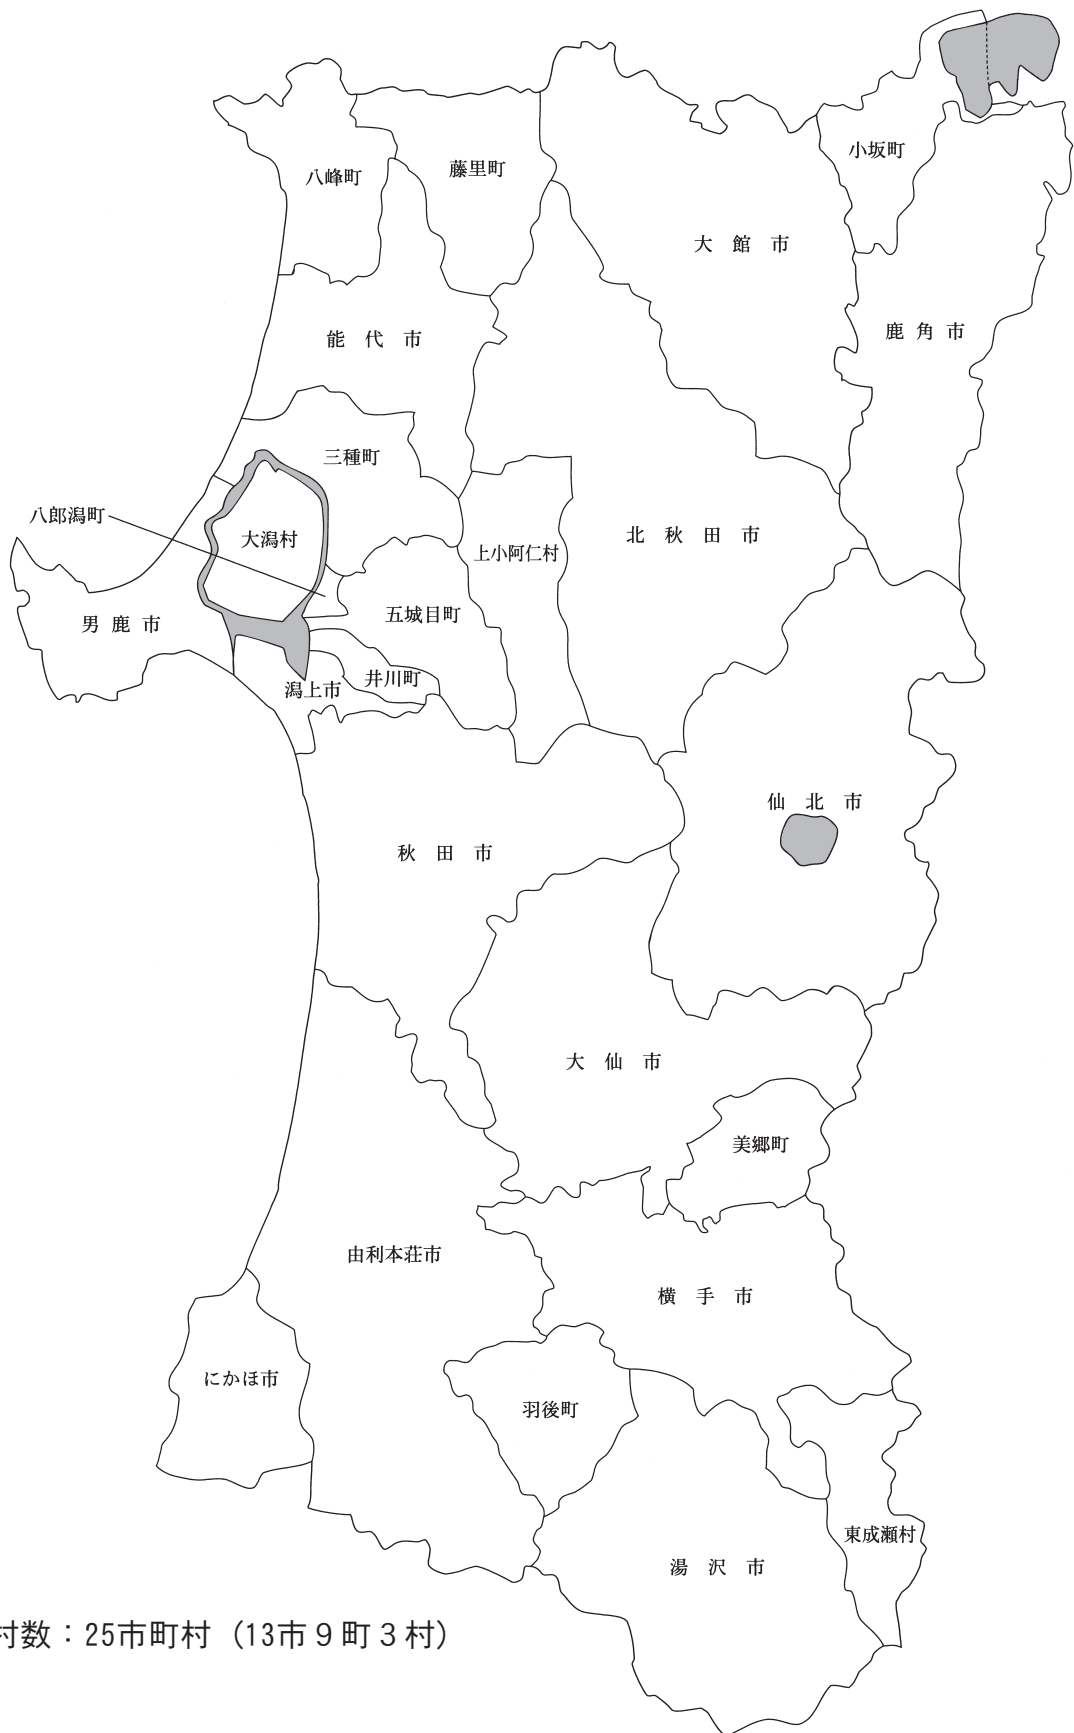 小坂町
藤里町
八峰町
大館市
鹿角市
能代市
三種町
八郎潟町
大潟村
北秋田市
上小阿仁村
五城目町
男鹿市
井川町
潟上市
仙北市
秋田市
大仙市
美郷町
由利本荘市
横手市
にかほ市
羽後町
東成瀬村
湯沢市
村数：25市町村（13市９町３村）